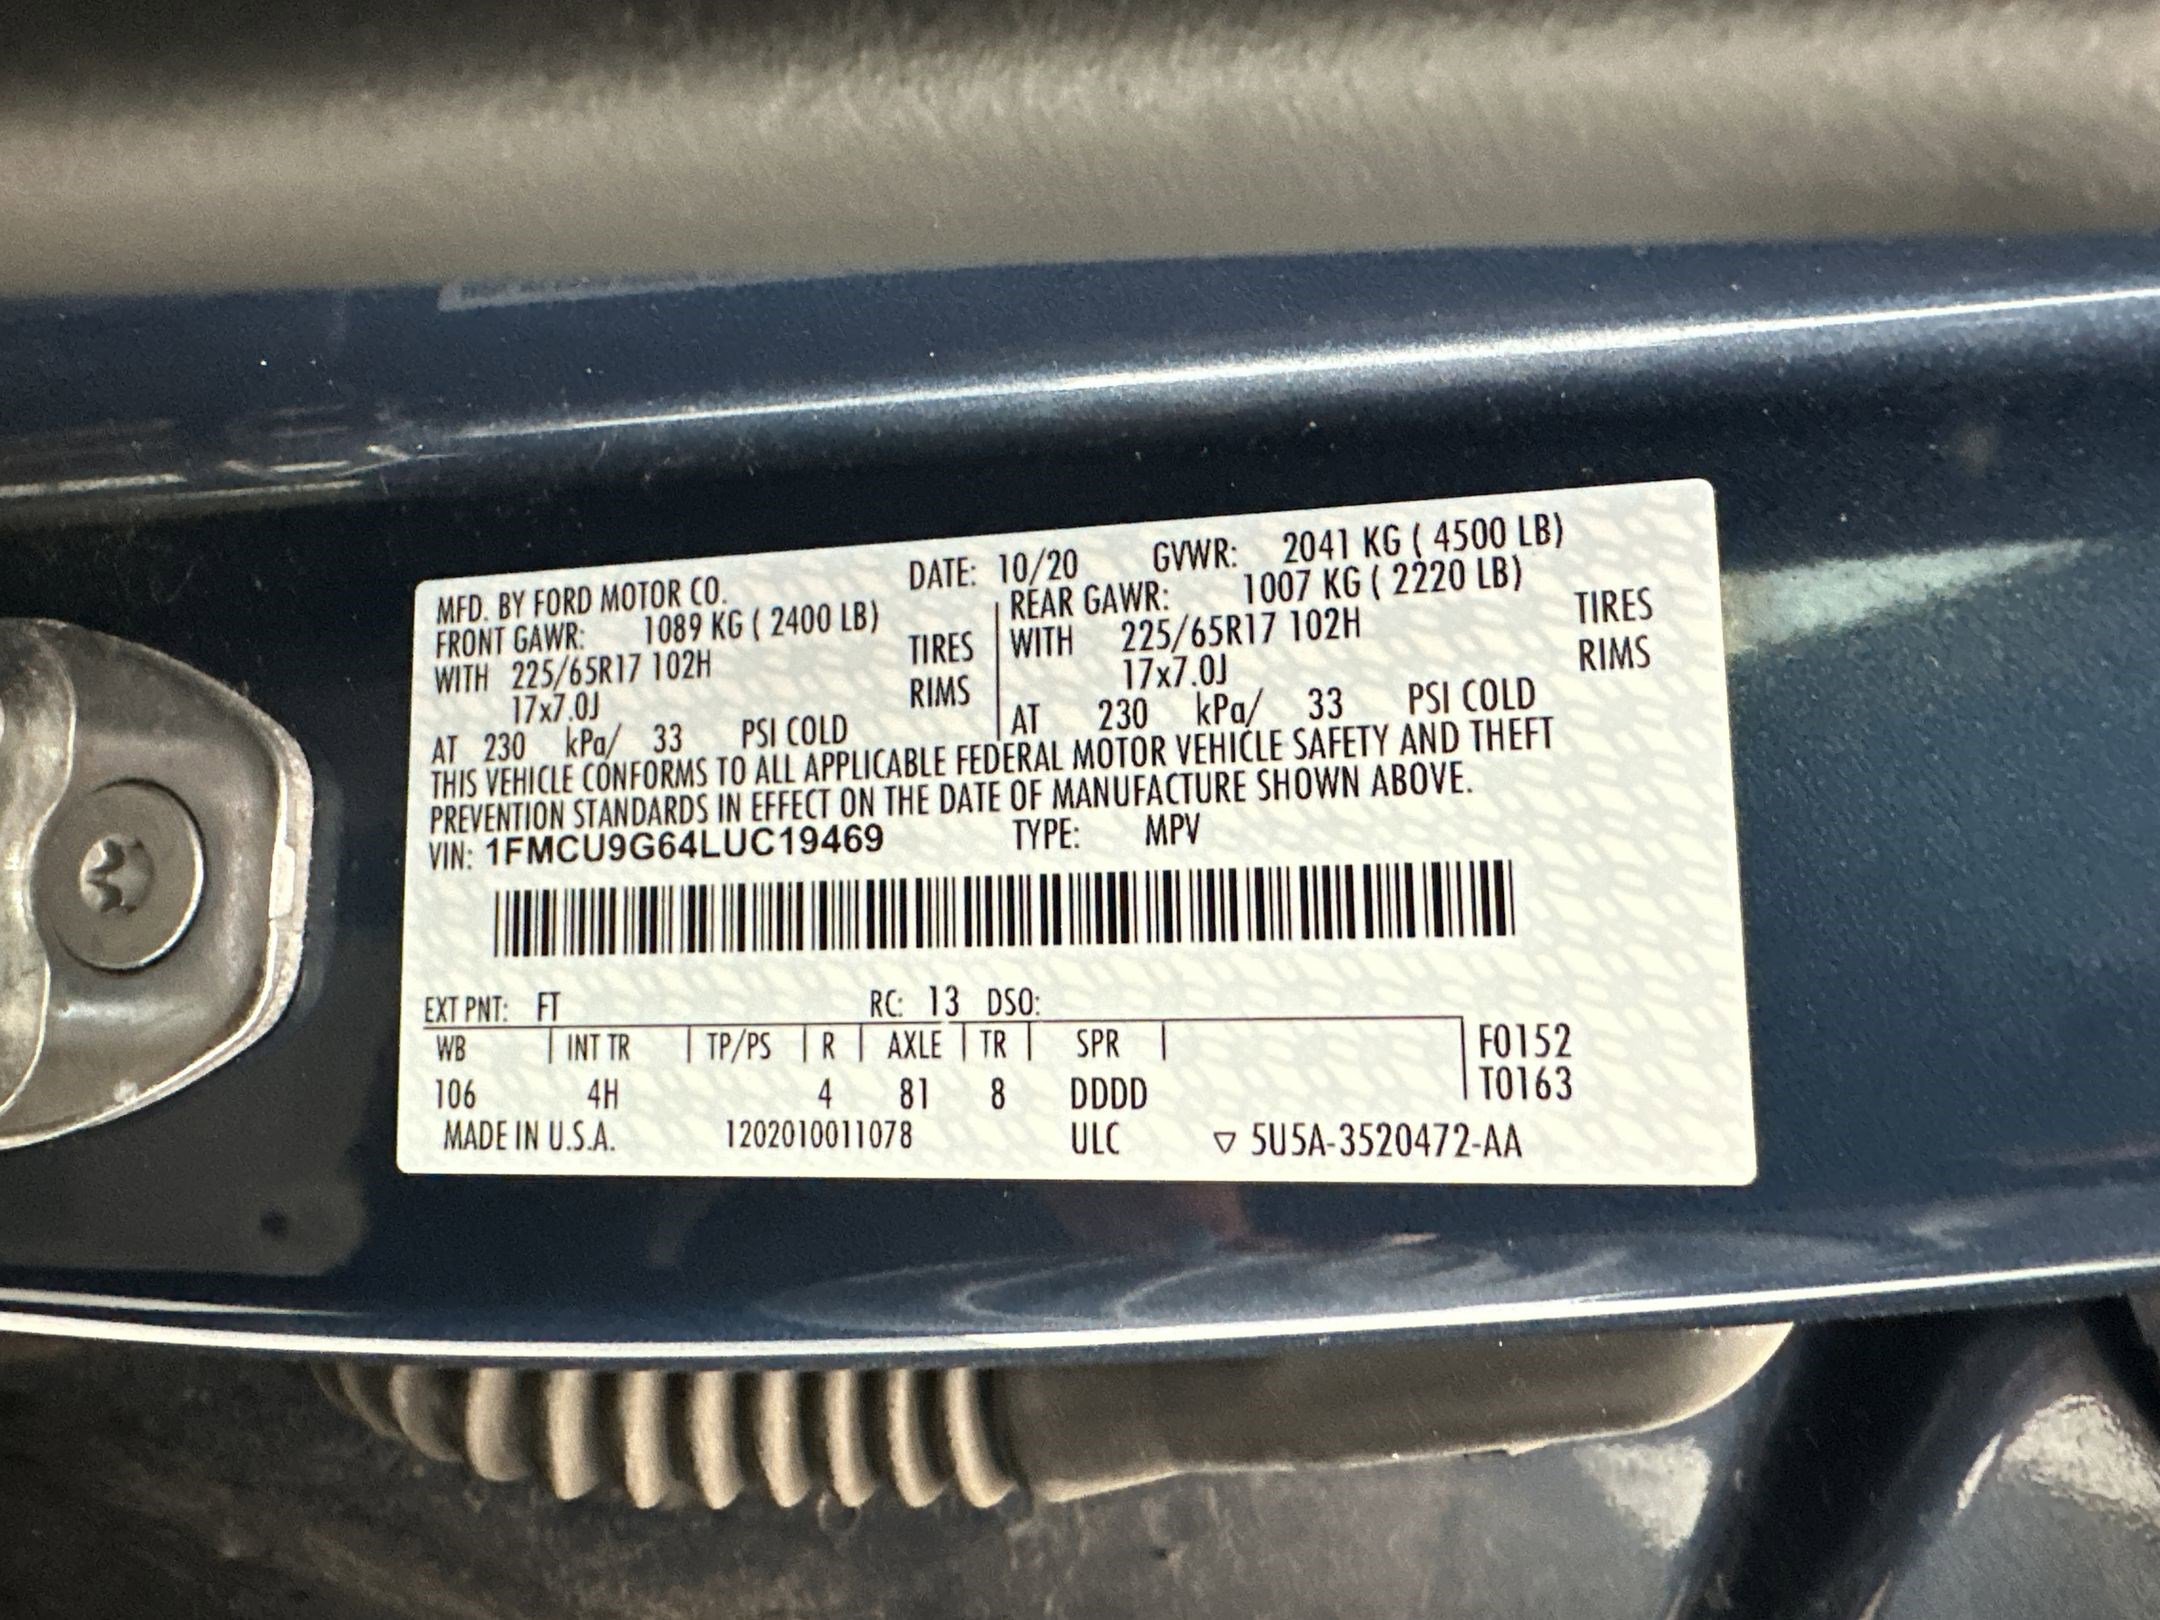 MFD. BY FORD MOTOR CO. DATE: 10/20 GVWR: 2041 KG ( 4500 LB)
FRONT GAWR: 1089 KG ( 2400 LB) REAR GAWR: 1007 KG ( 2220 LB)
WITH 225/65R17 102H TIRES WITH 225/65R17 102H TIRES
17x7.0J RIMS 17x7.0J RIMS
AT 230 kPa/ 33 PSI COLD AT 230 kPa/ 33 PSI COLD
THIS VEHICLE CONFORMS TO ALL APPLICABLE FEDERAL MOTOR VEHICLE SAFETY AND THEFT
PREVENTION STANDARDS IN EFFECT ON THE DATE OF MANUFACTURE SHOWN ABOVE.
VIN: 1FMCU9G64LUC19469 TYPE: MPV
EXT PNT: FT RC: 13 DSO:
WB INT TR TP/PS R AXLE TR SPR F0152
106 4H 4 81 8 DDDD T0163
MADE IN U.S.A. 1202010011078 ULC ▽ 5U5A-3520472-AA